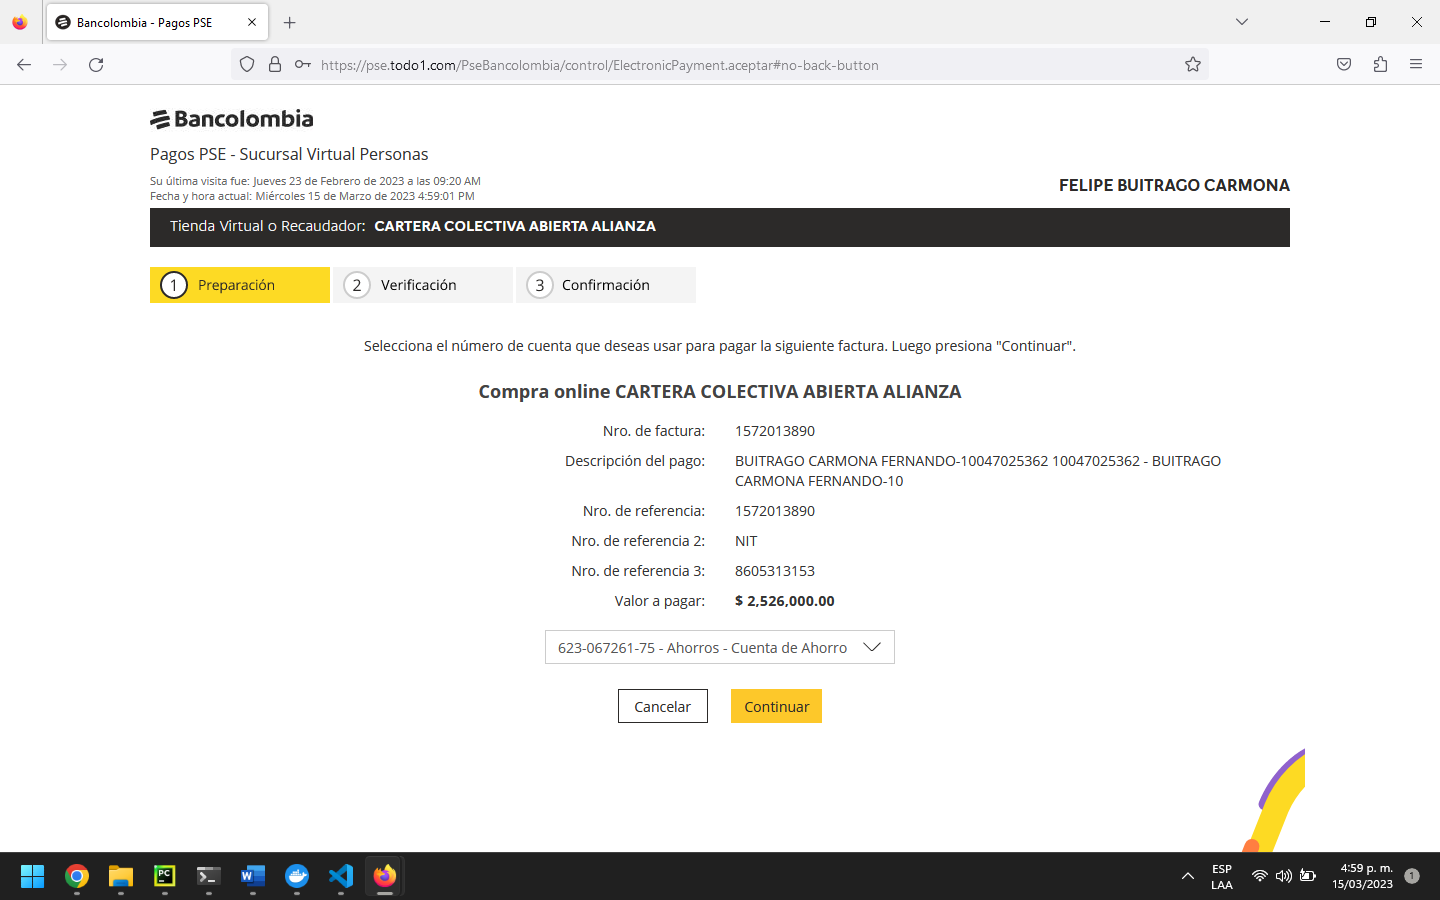 Bancolombia - Pagos PSE
https://pse.todo1.com/PseBancolombia/control/ElectronicPayment.aceptar#no-back-button
Bancolombia
Pagos PSE - Sucursal Virtual Personas
Su última visita fue: Jueves 23 de Febrero de 2023 a las 09:20 AM
Fecha y hora actual: Miércoles 15 de Marzo de 2023 4:59:01 PM
FELIPE BUITRAGO CARMONA
Tienda Virtual o Recaudador: CARTERA COLECTIVA ABIERTA ALIANZA
1 Preparación
2 Verificación
3 Confirmación
Selecciona el número de cuenta que deseas usar para pagar la siguiente factura. Luego presiona "Continuar".
Compra online CARTERA COLECTIVA ABIERTA ALIANZA
Nro. de factura: 1572013890
Descripción del pago: BUITRAGO CARMONA FERNANDO-10047025362 10047025362 - BUITRAGO
CARMONA FERNANDO-10
Nro. de referencia: 1572013890
Nro. de referencia 2: NIT
Nro. de referencia 3: 8605313153
Valor a pagar: $ 2,526,000.00
623-067261-75 - Ahorros - Cuenta de Ahorro
Cancelar
Continuar
PC
W
ESP
LAA
4:59 p. m.
15/03/2023
1